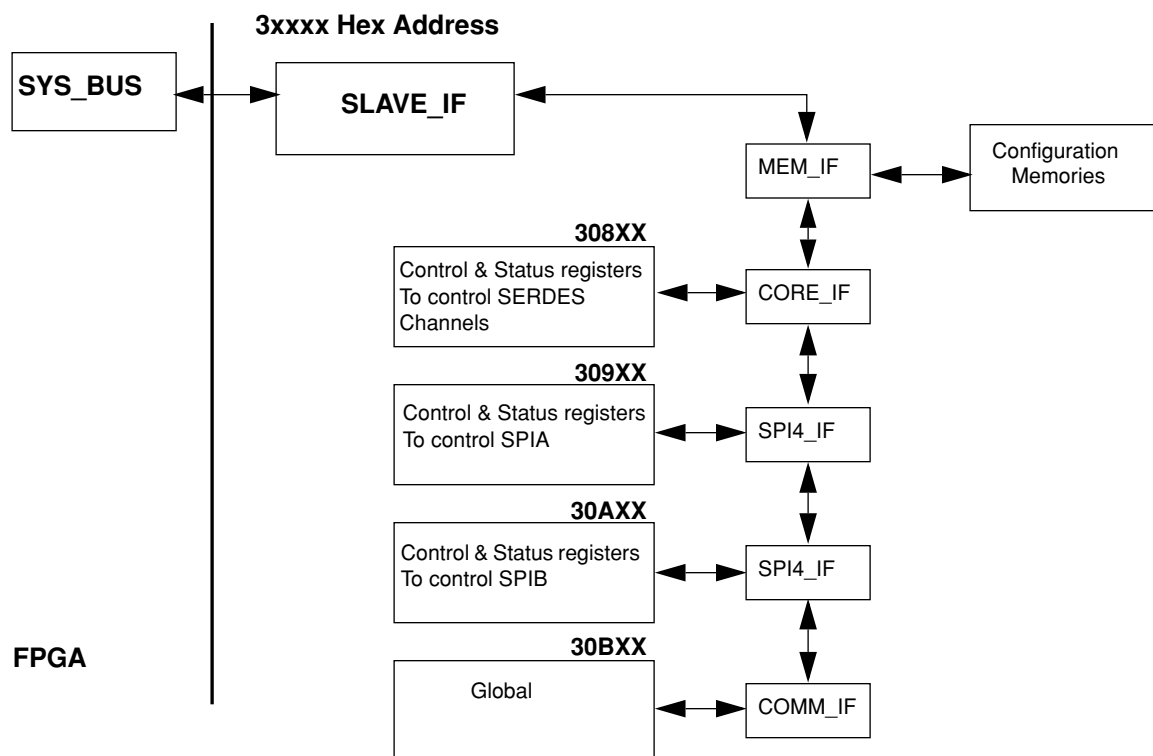 3xxxx Hex Address
SYS_BUS
SLAVE_IF
MEM_IF
Configuration
Memories
308XX
Control & Status registers
To control SERDES
Channels
CORE_IF
309XX
Control & Status registers
To control SPIA
SPI4_IF
30AXX
Control & Status registers
To control SPIB
SPI4_IF
FPGA
30BXX
Global
COMM_IF